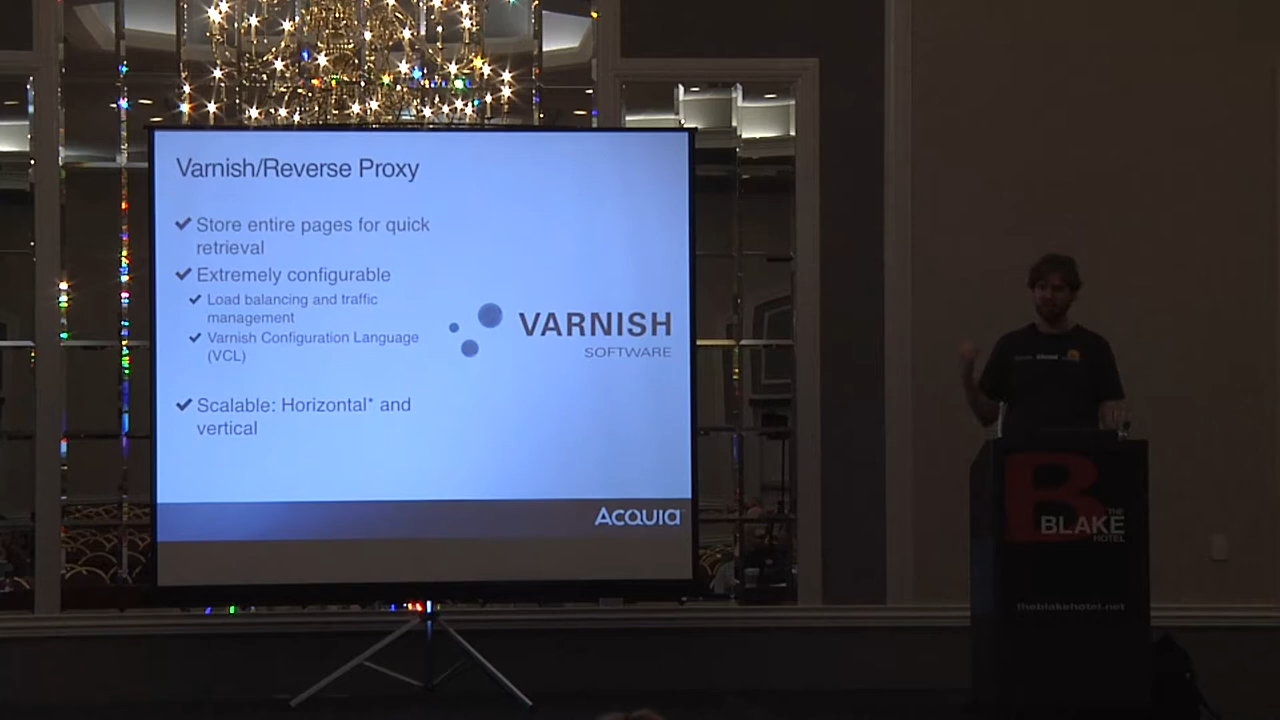 Varnish/Reverse Proxy
Store entire pages for quick
retrieval
Extremely configurable
Load balancing and traffic
management
Varnish Configuration Language
(VCL)
Scalable: Horizontal* and
vertical
VARNISH
SOFTWARE
Acquia
B
THE
BLAKE
HOTEL
theblakehotel.net